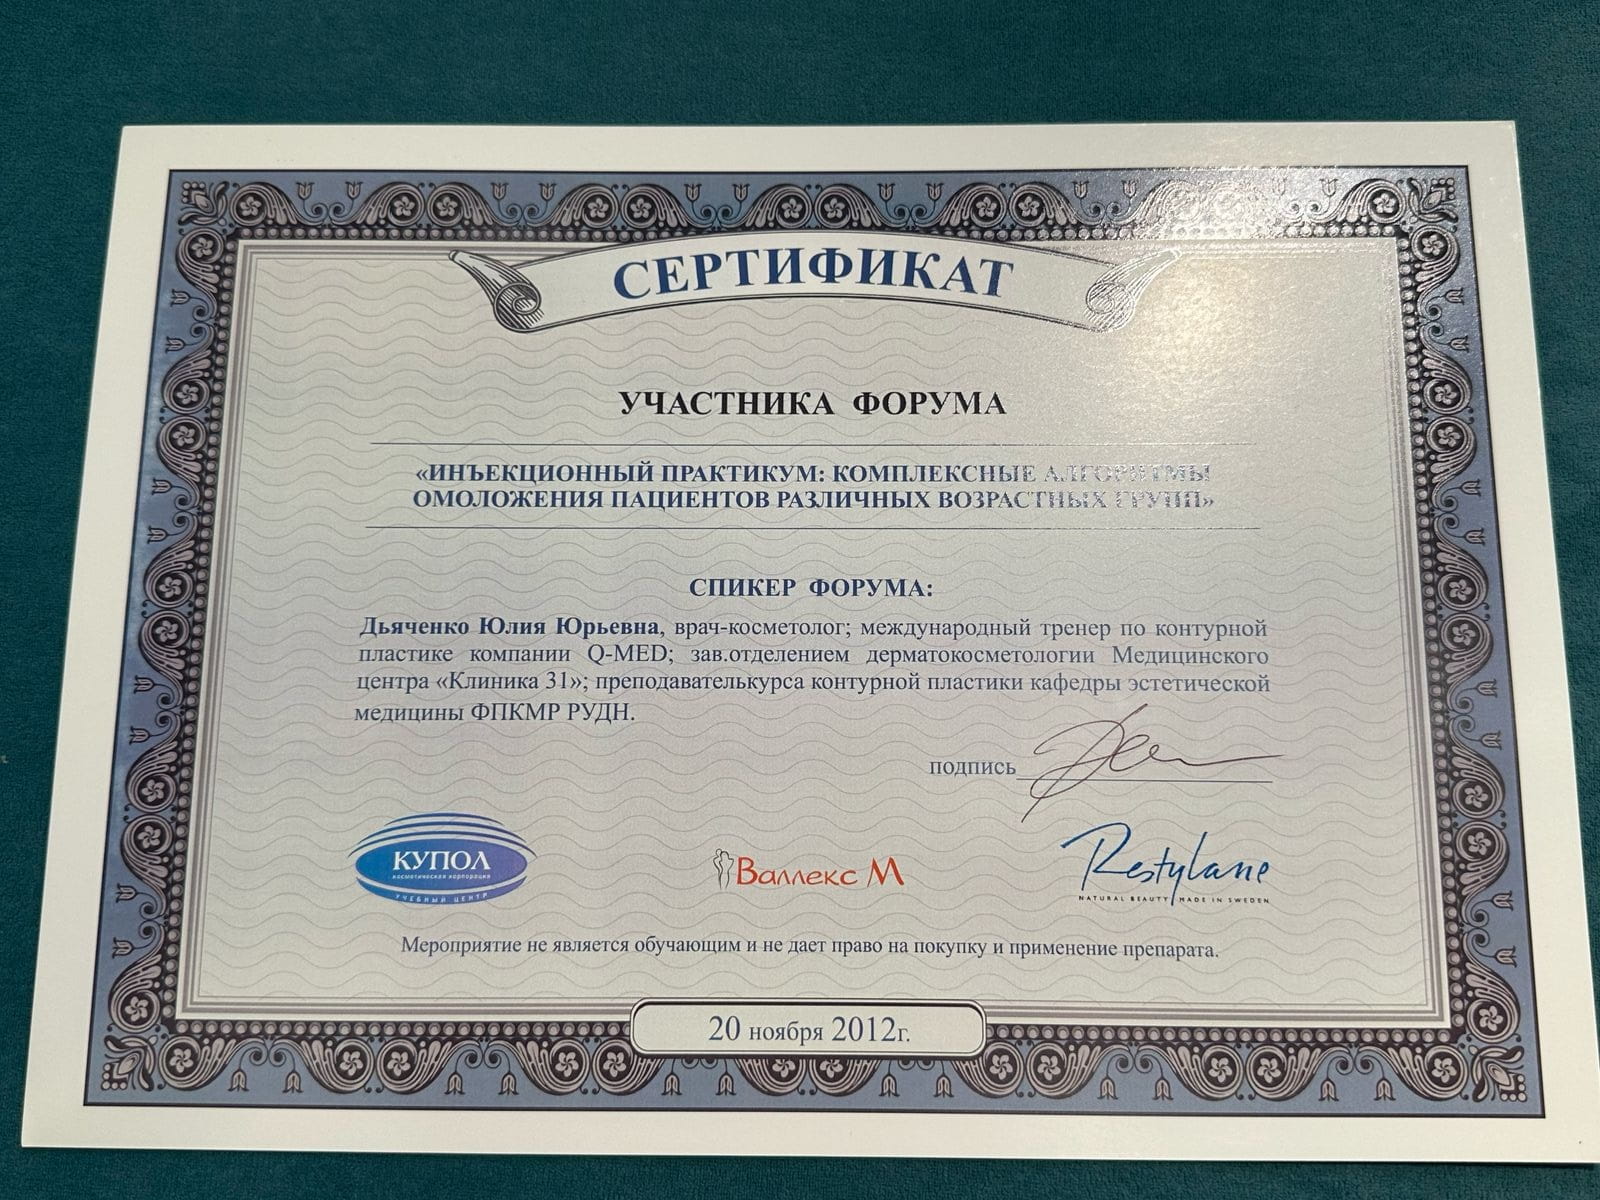 СЕРТИФИКАТ
УЧАСТНИКА ФОРУМА
«ИНЪЕКЦИОННЫЙ ПРАКТИКУМ: КОМПЛЕКСНЫЕ АЛГОРИТМЫ
ОМОЛОЖЕНИЯ ПАЦИЕНТОВ РАЗЛИЧНЫХ ВОЗРАСТНЫХ ГРУПП»
СПИКЕР ФОРУМА:
Дьяченко Юлия Юрьевна, врач-косметолог; международный тренер по контурной
пластике компании Q-MED; зав.отделением дерматокосметологии Медицинского
центра «Клиника 31»; преподавателькурса контурной пластики кафедры эстетической
медицины ФПКМР РУДН.
подпись
КУПОЛ
косметическая корпорация
УЧЕБНЫЙ ЦЕНТР
Валлекс М
Restylane
NATURAL BEAUTY MADE IN SWEDEN
Мероприятие не является обучающим и не дает право на покупку и применение препарата.
20 ноября 2012г.